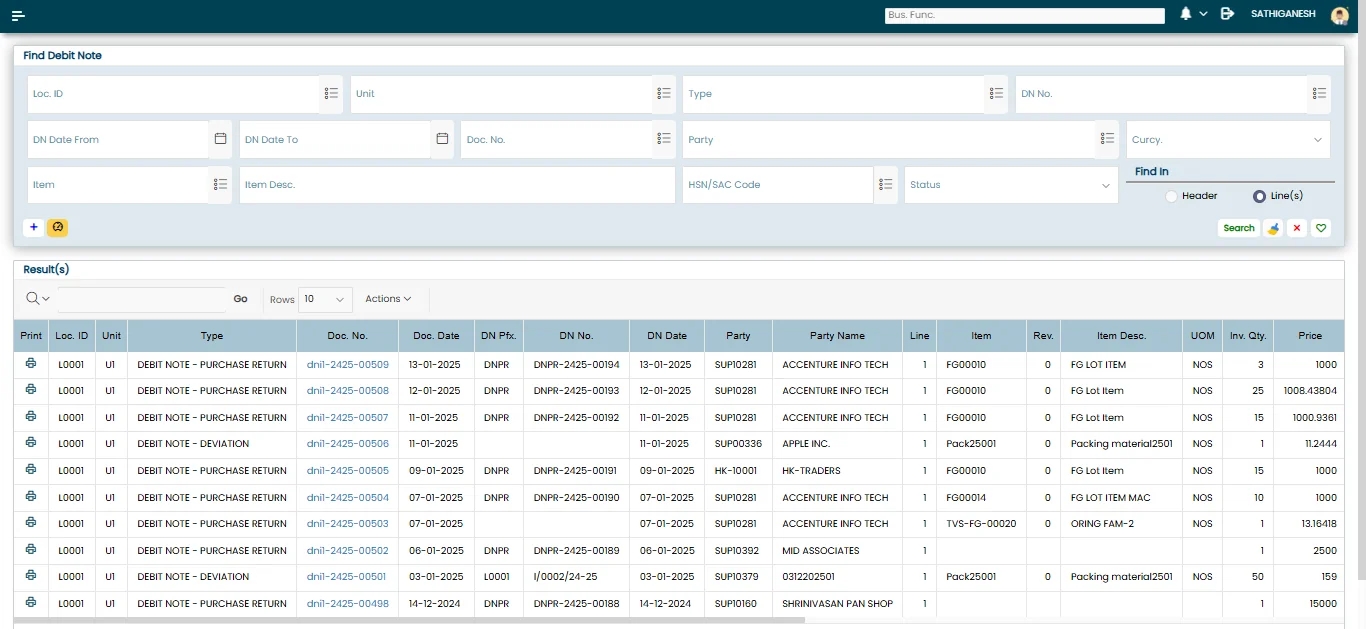 Bus. Func. SATHIGANESH
Find Debit Note
Loc. ID Unit Type DN No.
DN Date From DN Date To Doc. No. Party Curcy.
Item Item Desc. HSN/SAC Code Status Find In
Header Line(s)
+ Search
Result(s)
Go Rows 10 Actions
Print Loc. ID Unit Type Doc. No. Doc. Date DN Pfx. DN No. DN Date Party Party Name Line Item Rev. Item Desc. UOM Inv. Qty. Price
L0001 U1 DEBIT NOTE - PURCHASE RETURN dni1-2425-00509 13-01-2025 DNPR DNPR-2425-00194 13-01-2025 SUP10281 ACCENTURE INFO TECH 1 FG00010 0 FG LOT ITEM NOS 3 1000
L0001 U1 DEBIT NOTE - PURCHASE RETURN dni1-2425-00508 12-01-2025 DNPR DNPR-2425-00193 12-01-2025 SUP10281 ACCENTURE INFO TECH 1 FG00010 0 FG Lot Item NOS 25 1008.43804
L0001 U1 DEBIT NOTE - PURCHASE RETURN dni1-2425-00507 11-01-2025 DNPR DNPR-2425-00192 11-01-2025 SUP10281 ACCENTURE INFO TECH 1 FG00010 0 FG Lot Item NOS 15 1000.9361
L0001 U1 DEBIT NOTE - DEVIATION dni1-2425-00506 11-01-2025 11-01-2025 SUP00336 APPLE INC. 1 Pack25001 0 Packing material2501 NOS 1 11.2444
L0001 U1 DEBIT NOTE - PURCHASE RETURN dni1-2425-00505 09-01-2025 DNPR DNPR-2425-00191 09-01-2025 HK-10001 HK-TRADERS 1 FG00010 0 FG Lot Item NOS 15 1000
L0001 U1 DEBIT NOTE - PURCHASE RETURN dni1-2425-00504 07-01-2025 DNPR DNPR-2425-00190 07-01-2025 SUP10281 ACCENTURE INFO TECH 1 FG00014 0 FG LOT ITEM MAC NOS 10 1000
L0001 U1 DEBIT NOTE - PURCHASE RETURN dni1-2425-00503 07-01-2025 07-01-2025 SUP10281 ACCENTURE INFO TECH 1 TVS-FG-00020 0 ORING FAM-2 NOS 1 13.16418
L0001 U1 DEBIT NOTE - PURCHASE RETURN dni1-2425-00502 06-01-2025 DNPR DNPR-2425-00189 06-01-2025 SUP10392 MID ASSOCIATES 1 1 2500
L0001 U1 DEBIT NOTE - DEVIATION dni1-2425-00501 03-01-2025 L0001 I/0002/24-25 03-01-2025 SUP10379 0312202501 1 Pack25001 0 Packing material2501 NOS 50 159
L0001 U1 DEBIT NOTE - PURCHASE RETURN dni1-2425-00498 14-12-2024 DNPR DNPR-2425-00188 14-12-2024 SUP10160 SHRINIVASAN PAN SHOP 1 1 15000